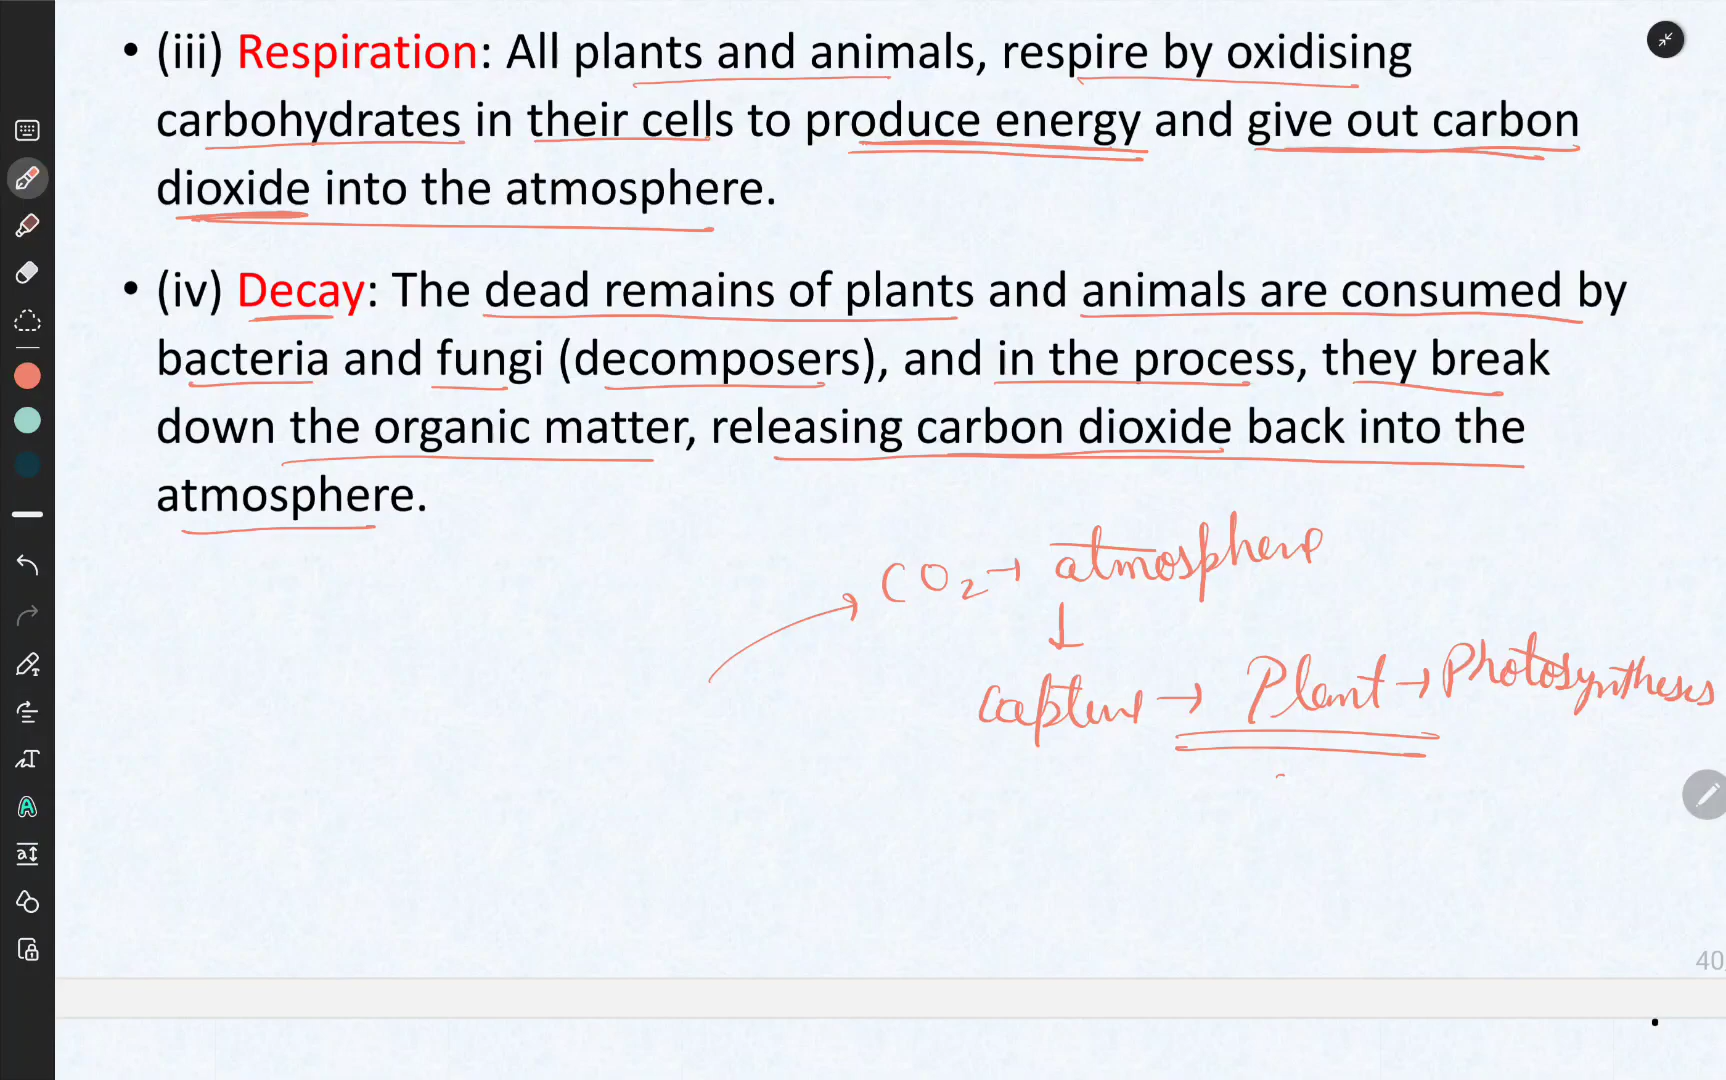 • (iii) Respiration: All plants and animals, respire by oxidising
carbohydrates in their cells to produce energy and give out carbon
dioxide into the atmosphere.
• (iv) Decay: The dead remains of plants and animals are consumed by
bacteria and fungi (decomposers), and in the process, they break
down the organic matter, releasing carbon dioxide back into the
atmosphere.
CO2 → atmosphere
↓
capture → Plant → Photosynthesis
40